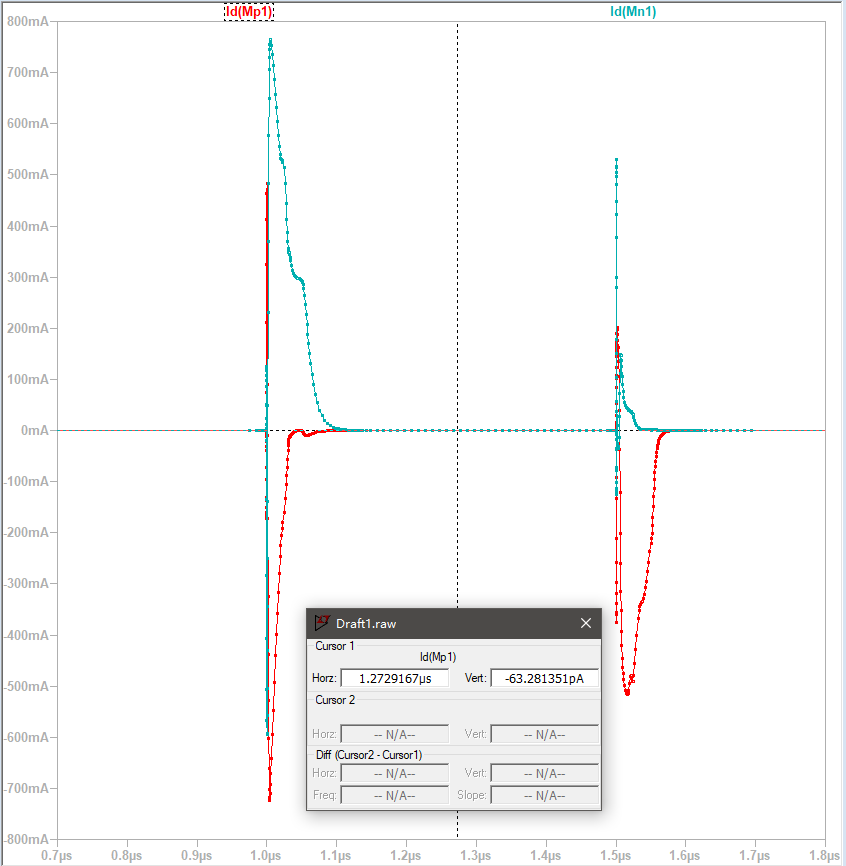 Id(Mp1) Id(Mn1)
800mA
700mA
600mA
500mA
400mA
300mA
200mA
100mA
0mA
-100mA
-200mA
-300mA
-400mA
-500mA
-600mA
-700mA
-800mA
0.7µs 0.8µs 0.9µs 1.0µs 1.1µs 1.2µs 1.3µs 1.4µs 1.5µs 1.6µs 1.7µs 1.8µs
Draft1.raw
Cursor 1
Id(Mp1)
Horz: 1.2729167µs Vert: -63.281351pA
Cursor 2
Horz: -- N/A-- Vert: -- N/A--
Diff (Cursor2 - Cursor1)
Horz: -- N/A-- Vert: -- N/A--
Freq: -- N/A-- Slope: -- N/A--